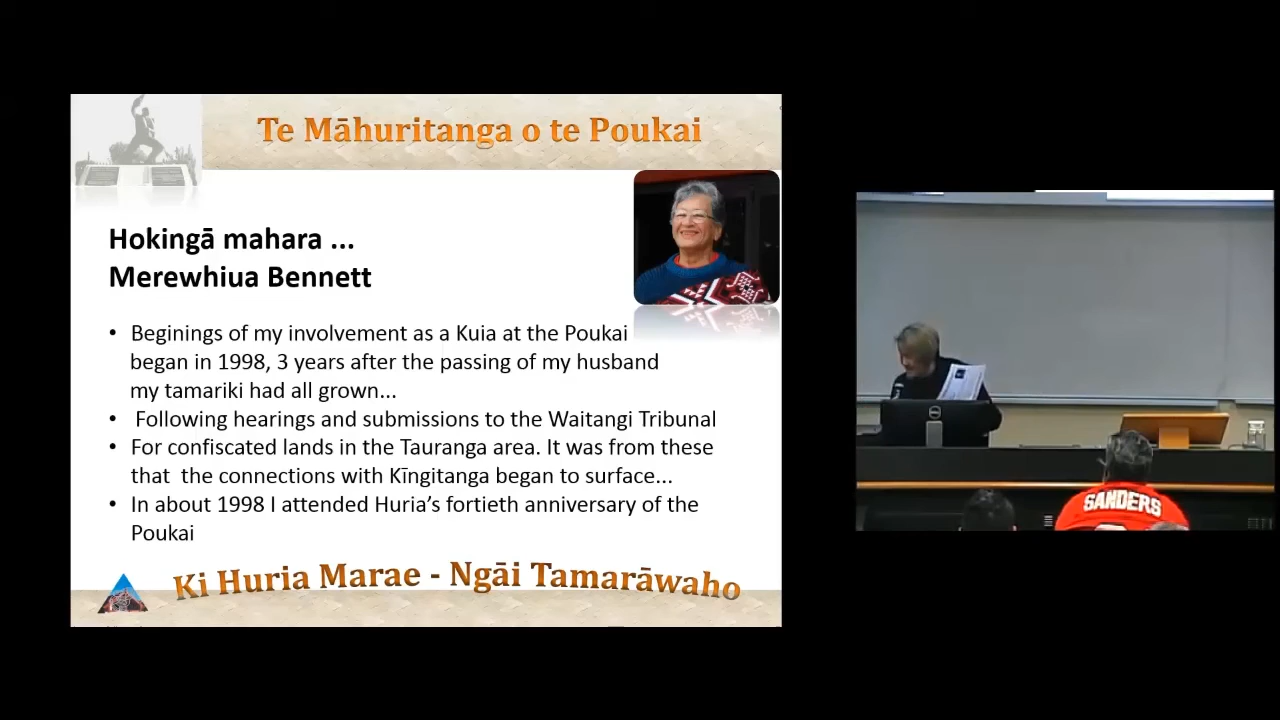 Te Māhuritanga o te Poukai
Hokingā mahara ...
Merewhiua Bennett
• Beginings of my involvement as a Kuia at the Poukai
began in 1998, 3 years after the passing of my husband
my tamariki had all grown...
• Following hearings and submissions to the Waitangi Tribunal
• For confiscated lands in the Tauranga area. It was from these
that the connections with Kīngitanga began to surface...
• In about 1998 I attended Huria's fortieth anniversary of the
Poukai
Ki Huria Marae - Ngāi Tamarāwaho
SANDERS